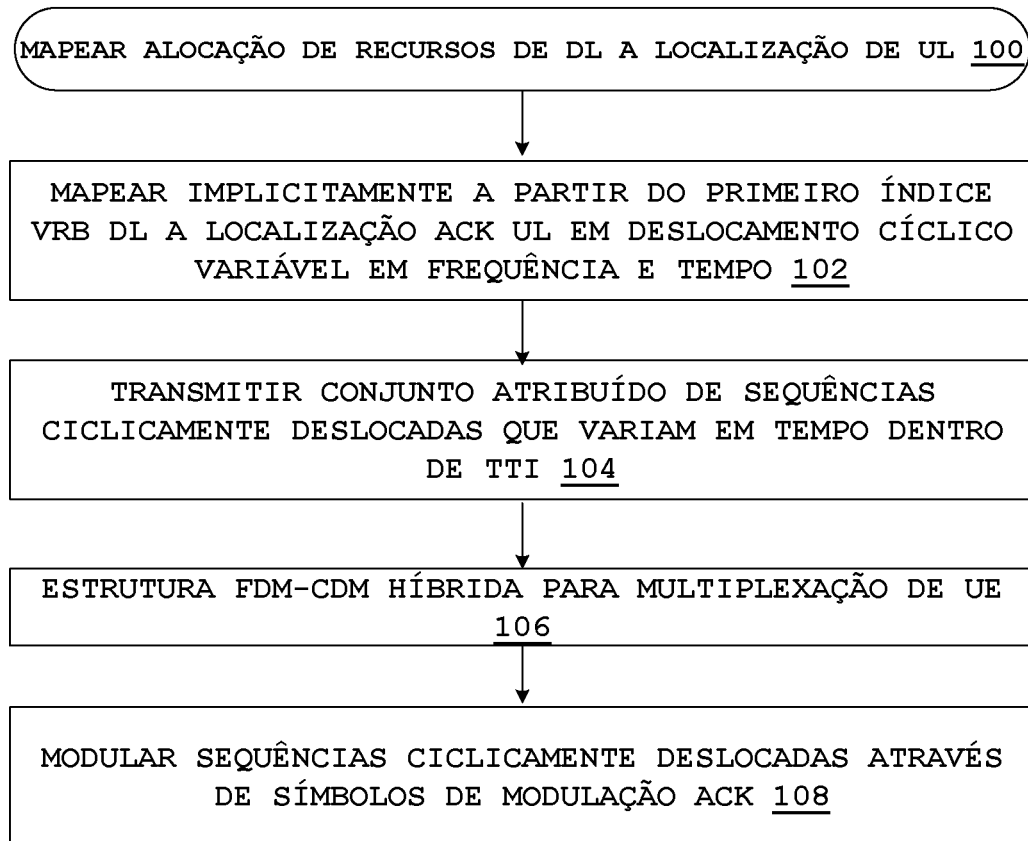 MAPEAR ALOCAÇÃO DE RECURSOS DE DL A LOCALIZAÇÃO DE UL 100
MAPEAR IMPLICITAMENTE A PARTIR DO PRIMEIRO ÍNDICE
VRB DL A LOCALIZAÇÃO ACK UL EM DESLOCAMENTO CÍCLICO
VARIÁVEL EM FREQUÊNCIA E TEMPO 102
TRANSMITIR CONJUNTO ATRIBUÍDO DE SEQUÊNCIAS
CICLICAMENTE DESLOCADAS QUE VARIAM EM TEMPO DENTRO
DE TTI 104
ESTRUTURA FDM-CDM HÍBRIDA PARA MULTIPLEXAÇÃO DE UE
106
MODULAR SEQUÊNCIAS CICLICAMENTE DESLOCADAS ATRAVÉS
DE SÍMBOLOS DE MODULAÇÃO ACK 108